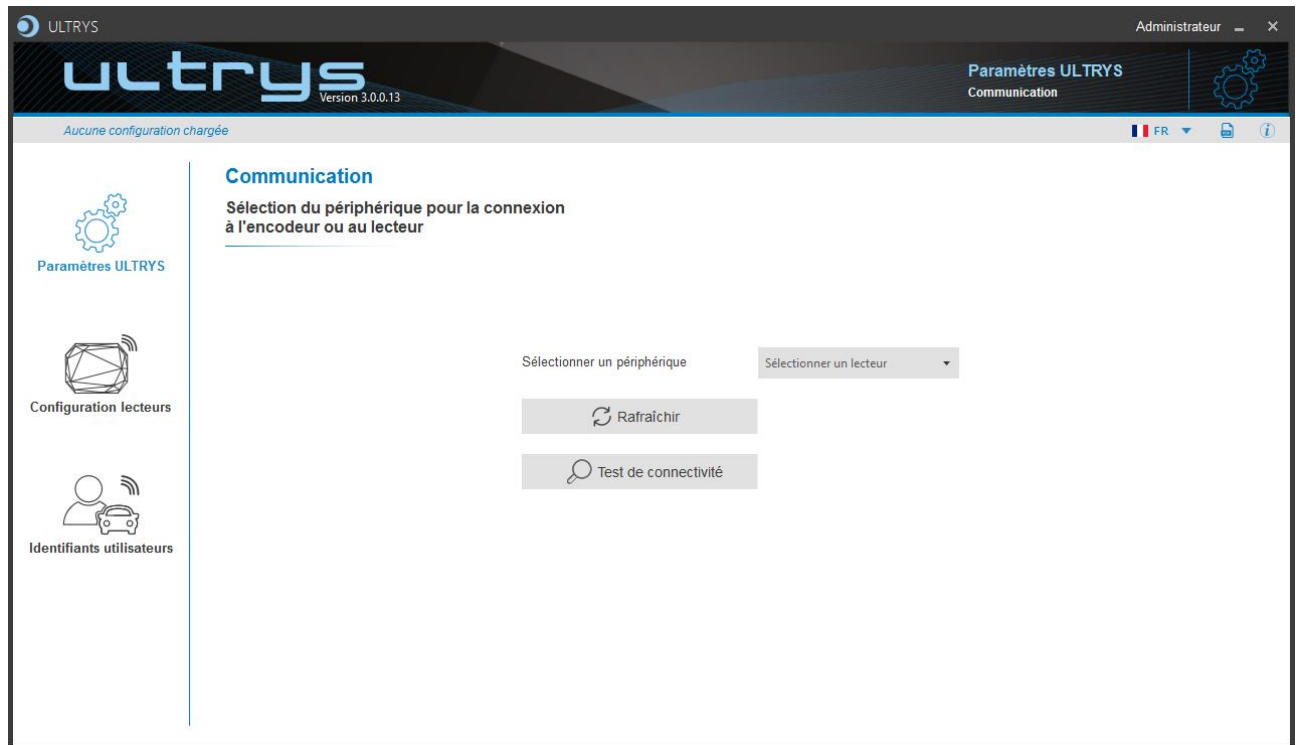 ULTRYS
Administrateur
ultrys
Version 3.0.0.13
Paramètres ULTRYS
Communication
Aucune configuration chargée
FR
i
Communication
Sélection du périphérique pour la connexion
à l'encodeur ou au lecteur
Paramètres ULTRYS
Sélectionner un périphérique
Sélectionner un lecteur
Configuration lecteurs
Rafraîchir
Test de connectivité
Identifiants utilisateurs